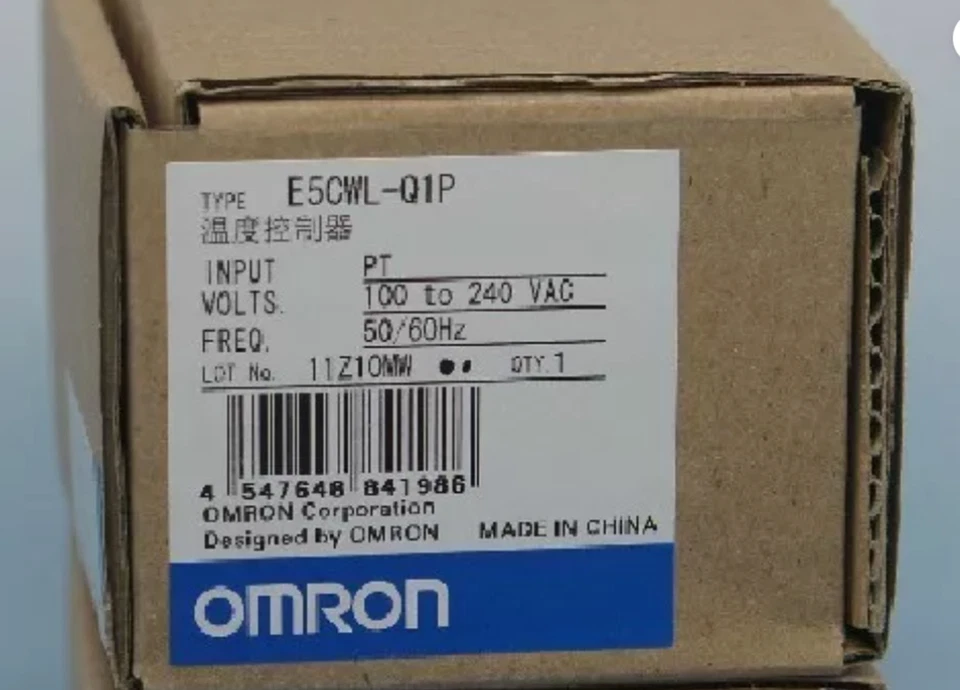 TYPE E5CWL-Q1P
温度控制器
INPUT PT
VOLTS. 100 to 240 VAC
FREQ. 50/60Hz
LOT No. 11Z10MW QTY.1
4 547648 841986
OMRON Corporation
Designed by OMRON MADE IN CHINA
OMRON